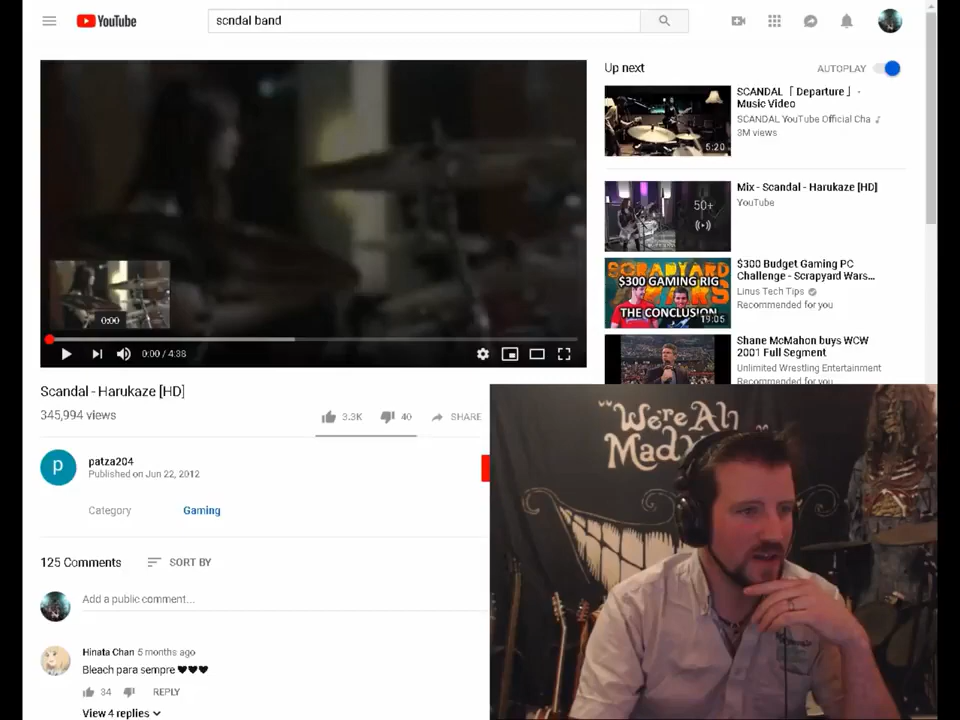 YouTube
scndal band
Up next
AUTOPLAY
SCANDAL「 Departure 」 -
Music Video
SCANDAL YouTube Official Cha ♪
3M views
5:20
Mix - Scandal - Harukaze [HD]
YouTube
50+
$300 Budget Gaming PC
Challenge - Scrapyard Wars...
Linus Tech Tips
Recommended for you
SCRAPYARD
WARS
$300 GAMING RIG
THE CONCLUSION
19:05
Shane McMahon buys WCW
2001 Full Segment
Unlimited Wrestling Entertainment
Recommended for you
0:00
0:00 / 4:38
Scandal - Harukaze [HD]
345,994 views
3.3K
40
SHARE
p
patza204
Published on Jun 22, 2012
Category
Gaming
125 Comments
SORT BY
Add a public comment...
Hinata Chan 5 months ago
Bleach para sempre ♥♥♥
34
REPLY
View 4 replies
We're All
Mad